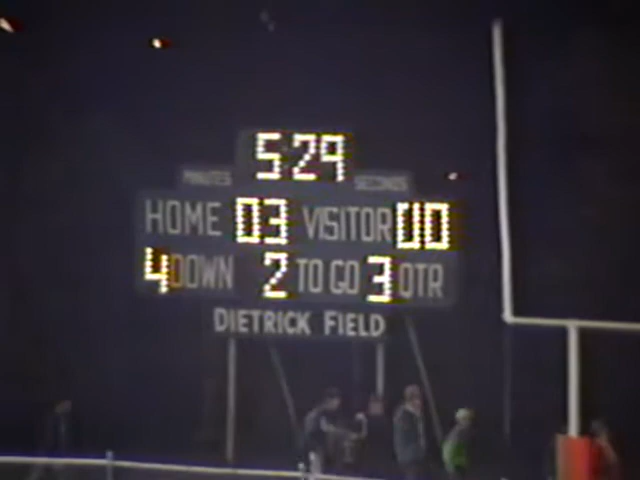 5:29
MINUTES SECONDS
HOME 03 VISITOR 00
4 DOWN 2 TO GO 3 QTR
DIETRICK FIELD